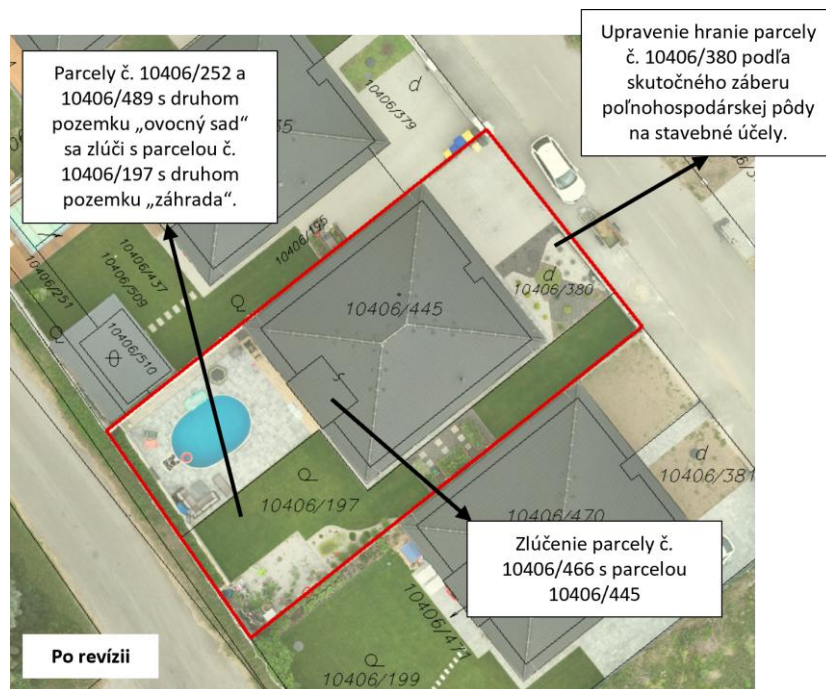 Upravenie hranie parcely
č. 10406/380 podľa
skutočného záberu
poľnohospodárskej pôdy
na stavebné účely.
Parcely č. 10406/252 a
10406/489 s druhom
pozemku „ovocný sad“
sa zlúči s parcelou č.
10406/197 s druhom
pozemku „záhrada“.
10406/379
10406/196
10406/437
10406/509
10406/251
10406/510
10406/445
10406/380
10406/381
10406/197
10406/470
Zlúčenie parcely č.
10406/466 s parcelou
10406/445
10406/471
10406/199
Po revízii